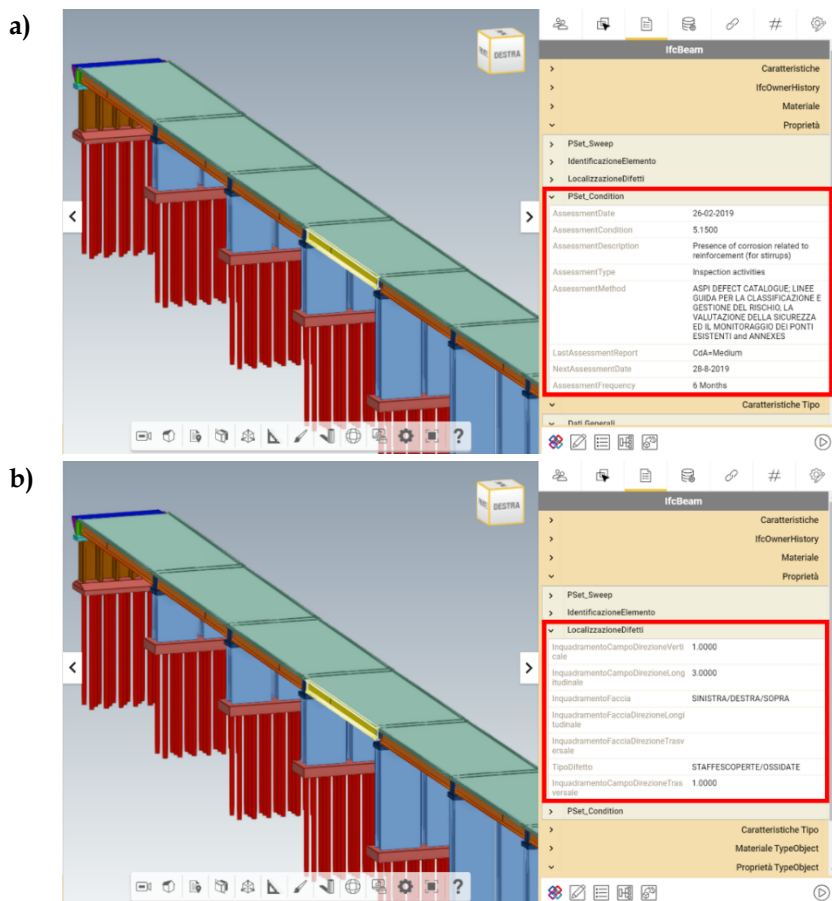 a)
DESTRA
#
IfcBeam
Caratteristiche
IfcOwnerHistory
Materiale
Proprietà
PSet_Sweep
IdentificazioneElemento
LocalizzazioneDifetti
PSet_Condition
AssessmentDate 26-02-2019
AssessmentCondition 5.1500
AssessmentDescription Presence of corrosion related to
reinforcement (for stirrups)
AssessmentType Inspection activities
AssessmentMethod ASPI DEFECT CATALOGUE; LINEE
GUIDA PER LA CLASSIFICAZIONE E
GESTIONE DEL RISCHIO, LA
VALUTAZIONE DELLA SICUREZZA
ED IL MONITORAGGIO DEI PONTI
ESISTENTI and ANNEXES
LastAssessmentReport CdA=Medium
NextAssessmentDate 28-8-2019
AssessmentFrequency 6 Months
Caratteristiche Tipo
Dati Generali
?
b)
DESTRA
#
IfcBeam
Caratteristiche
IfcOwnerHistory
Materiale
Proprietà
PSet_Sweep
IdentificazioneElemento
LocalizzazioneDifetti
InquadramentoCampoDirezioneVerti 1.0000
cale
InquadramentoCampoDirezioneLong 3.0000
itudinale
InquadramentoFaccia SINISTRA/DESTRA/SOPRA
InquadramentoFacciaDirezioneLongi
tudinale
InquadramentoFacciaDirezioneTrasv
ersale
TipoDifetto STAFFESCOPERTE/OSSIDATE
InquadramentoCampoDirezioneTras 1.0000
versale
PSet_Condition
Caratteristiche Tipo
Materiale TypeObject
Proprietà TypeObject
?